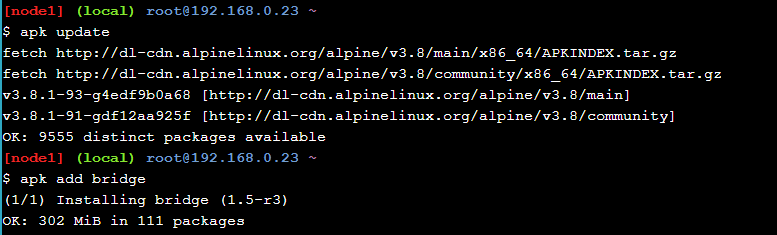 [node1] (local) root@192.168.0.23 ~
$ apk update
fetch http://dl-cdn.alpinelinux.org/alpine/v3.8/main/x86_64/APKINDEX.tar.gz
fetch http://dl-cdn.alpinelinux.org/alpine/v3.8/community/x86_64/APKINDEX.tar.gz
v3.8.1-93-g4edf9b0a68 [http://dl-cdn.alpinelinux.org/alpine/v3.8/main]
v3.8.1-91-gdf12aa925f [http://dl-cdn.alpinelinux.org/alpine/v3.8/community]
OK: 9555 distinct packages available
[node1] (local) root@192.168.0.23 ~
$ apk add bridge
(1/1) Installing bridge (1.5-r3)
OK: 302 MiB in 111 packages